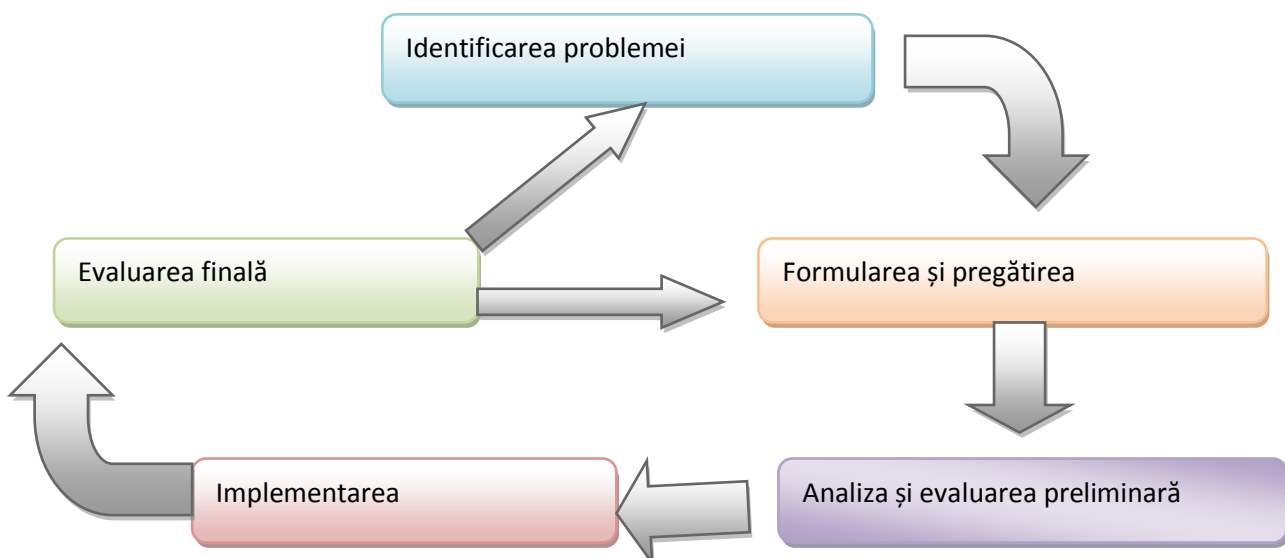 Identificarea problemei
Evaluarea finală
Formularea și pregătirea
Implementarea
Analiza și evaluarea preliminară